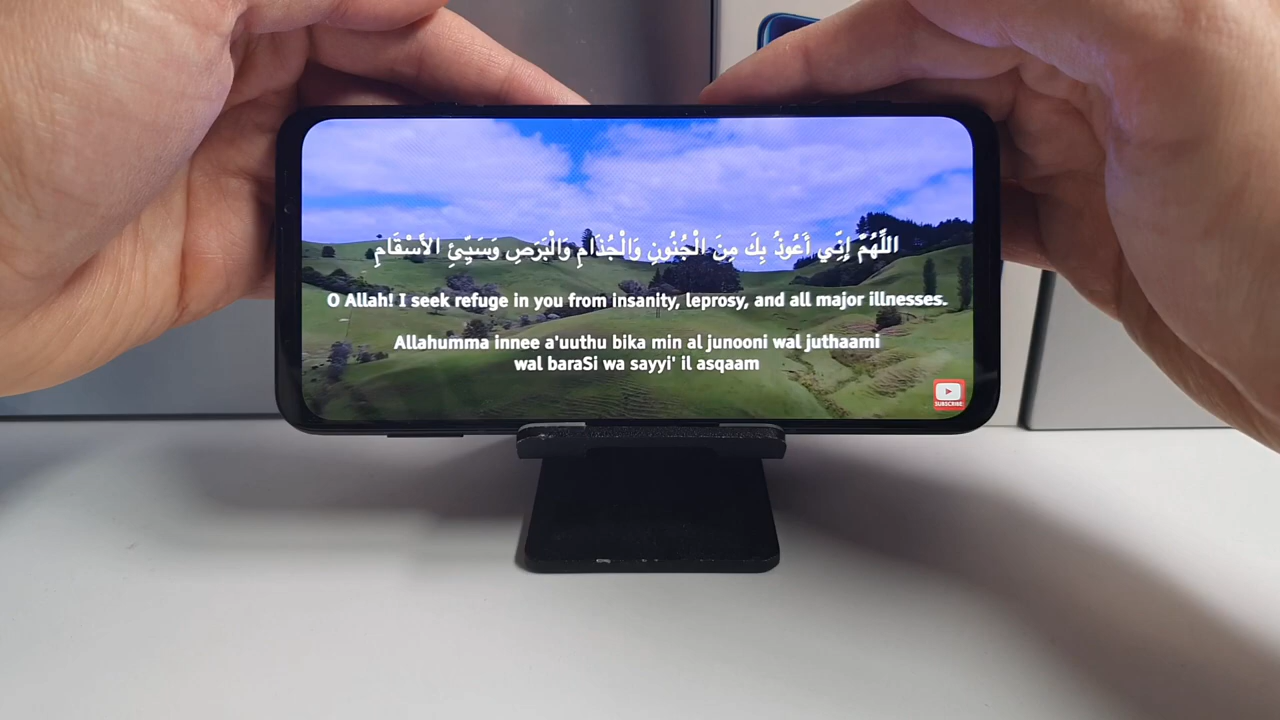 اللَّهُمَّ إِنِّي أَعُوذُ بِكَ مِنَ الْجُنُونِ وَالْجُذَامِ وَالْبَرَصِ وَسَيِّئِ الأَسْقَامِ
O Allah! I seek refuge in you from insanity, leprosy, and all major illnesses.
Allahumma innee a'uuthu bika min al junooni wal juthaami
wal baraSi wa sayyi' il asqaam
SUBSCRIBE